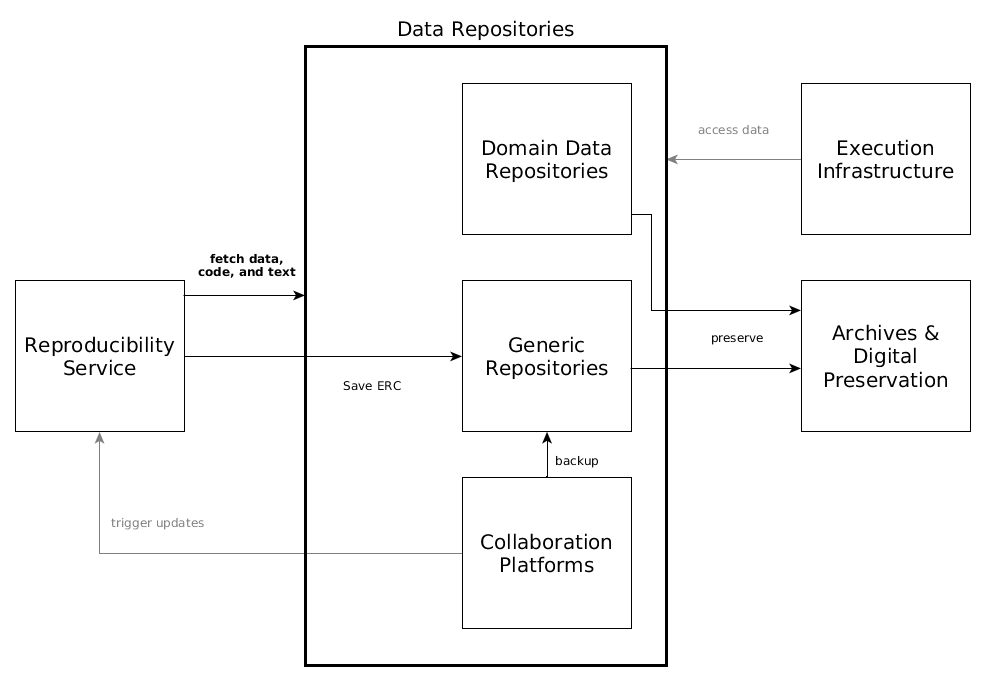 Data Repositories
Domain Data
Repositories
access data
Execution
Infrastructure
fetch data,
code, and text
Reproducibility
Service
Save ERC
Generic
Repositories
preserve
Archives &
Digital
Preservation
backup
trigger updates
Collaboration
Platforms